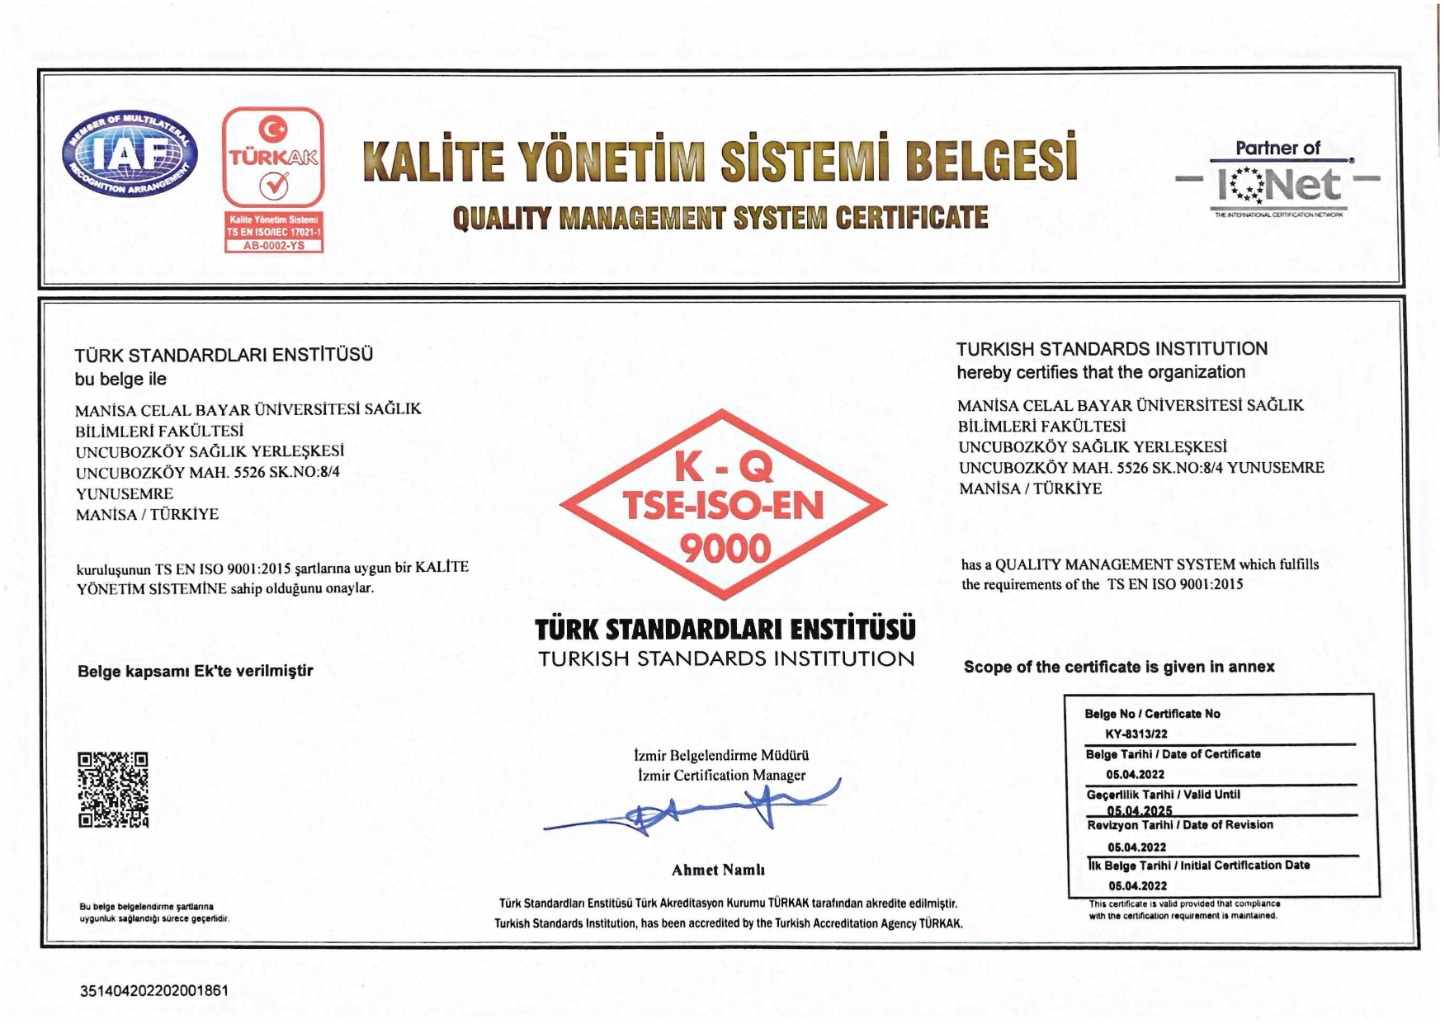 MEMBER OF MULTILATERAL
IAF
RECOGNITION ARRANGEMENT
TÜRKAK
Kalite Yönetim Sistemi
TS EN ISO/IEC 17021-1
AB-0002-YS
KALİTE YÖNETİM SİSTEMİ BELGESİ
QUALITY MANAGEMENT SYSTEM CERTIFICATE
Partner of
IQNet
THE INTERNATIONAL CERTIFICATION NETWORK
TÜRK STANDARDLARI ENSTİTÜSÜ
bu belge ile
MANİSA CELAL BAYAR ÜNİVERSİTESİ SAĞLIK
BİLİMLERİ FAKÜLTESİ
UNCUBOZKÖY SAĞLIK YERLEŞKESİ
UNCUBOZKÖY MAH. 5526 SK.NO:8/4
YUNUSEMRE
MANİSA / TÜRKİYE
kuruluşunun TS EN ISO 9001:2015 şartlarına uygun bir KALİTE
YÖNETİM SİSTEMİNE sahip olduğunu onaylar.
Belge kapsamı Ek'te verilmiştir
K - Q
TSE-ISO-EN
9000
TÜRK STANDARDLARI ENSTİTÜSÜ
TURKISH STANDARDS INSTITUTION
TURKISH STANDARDS INSTITUTION
hereby certifies that the organization
MANİSA CELAL BAYAR ÜNİVERSİTESİ SAĞLIK
BİLİMLERİ FAKÜLTESİ
UNCUBOZKÖY SAĞLIK YERLEŞKESİ
UNCUBOZKÖY MAH. 5526 SK.NO:8/4 YUNUSEMRE
MANİSA / TÜRKİYE
has a QUALITY MANAGEMENT SYSTEM which fulfills
the requirements of the TS EN ISO 9001:2015
Scope of the certificate is given in annex
Belge No / Certificate No
KY-8313/22
Belge Tarihi / Date of Certificate
05.04.2022
Geçerlilik Tarihi / Valid Until
05.04.2025
Revizyon Tarihi / Date of Revision
05.04.2022
İlk Belge Tarihi / Initial Certification Date
05.04.2022
This certificate is valid provided that compliance
with the certification requirement is maintained.
İzmir Belgelendirme Müdürü
İzmir Certification Manager
Ahmet Namlı
Türk Standardları Enstitüsü Türk Akreditasyon Kurumu TÜRKAK tarafından akredite edilmiştir.
Turkish Standards Institution, has been accredited by the Turkish Accreditation Agency TÜRKAK.
Bu belge belgelendirme şartlarına
uygunluk sağlandığı sürece geçerlidir.
351404202202001861